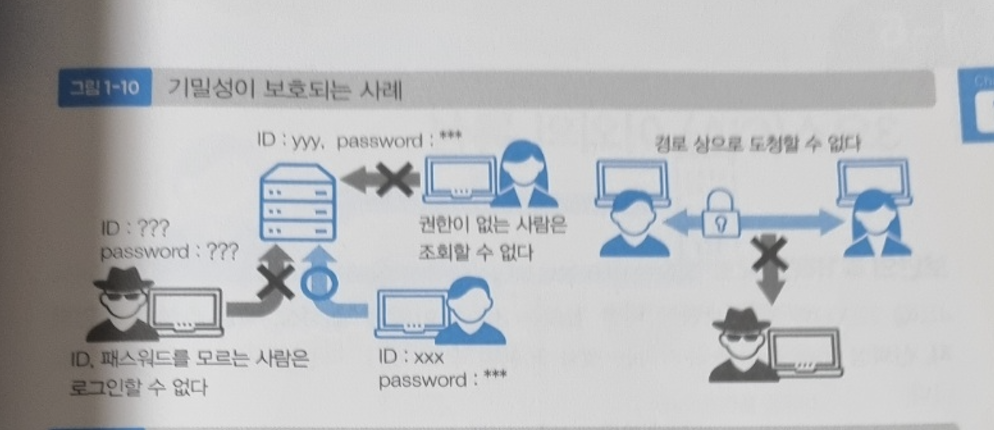 그림 1-10 기밀성이 보호되는 사례
ID : yyy, password : ***
권한이 없는 사람은
조회할 수 없다
ID : ???
password : ???
ID, 패스워드를 모르는 사람은
로그인할 수 없다
ID : xxx
password : ***
경로 상으로 도청할 수 없다